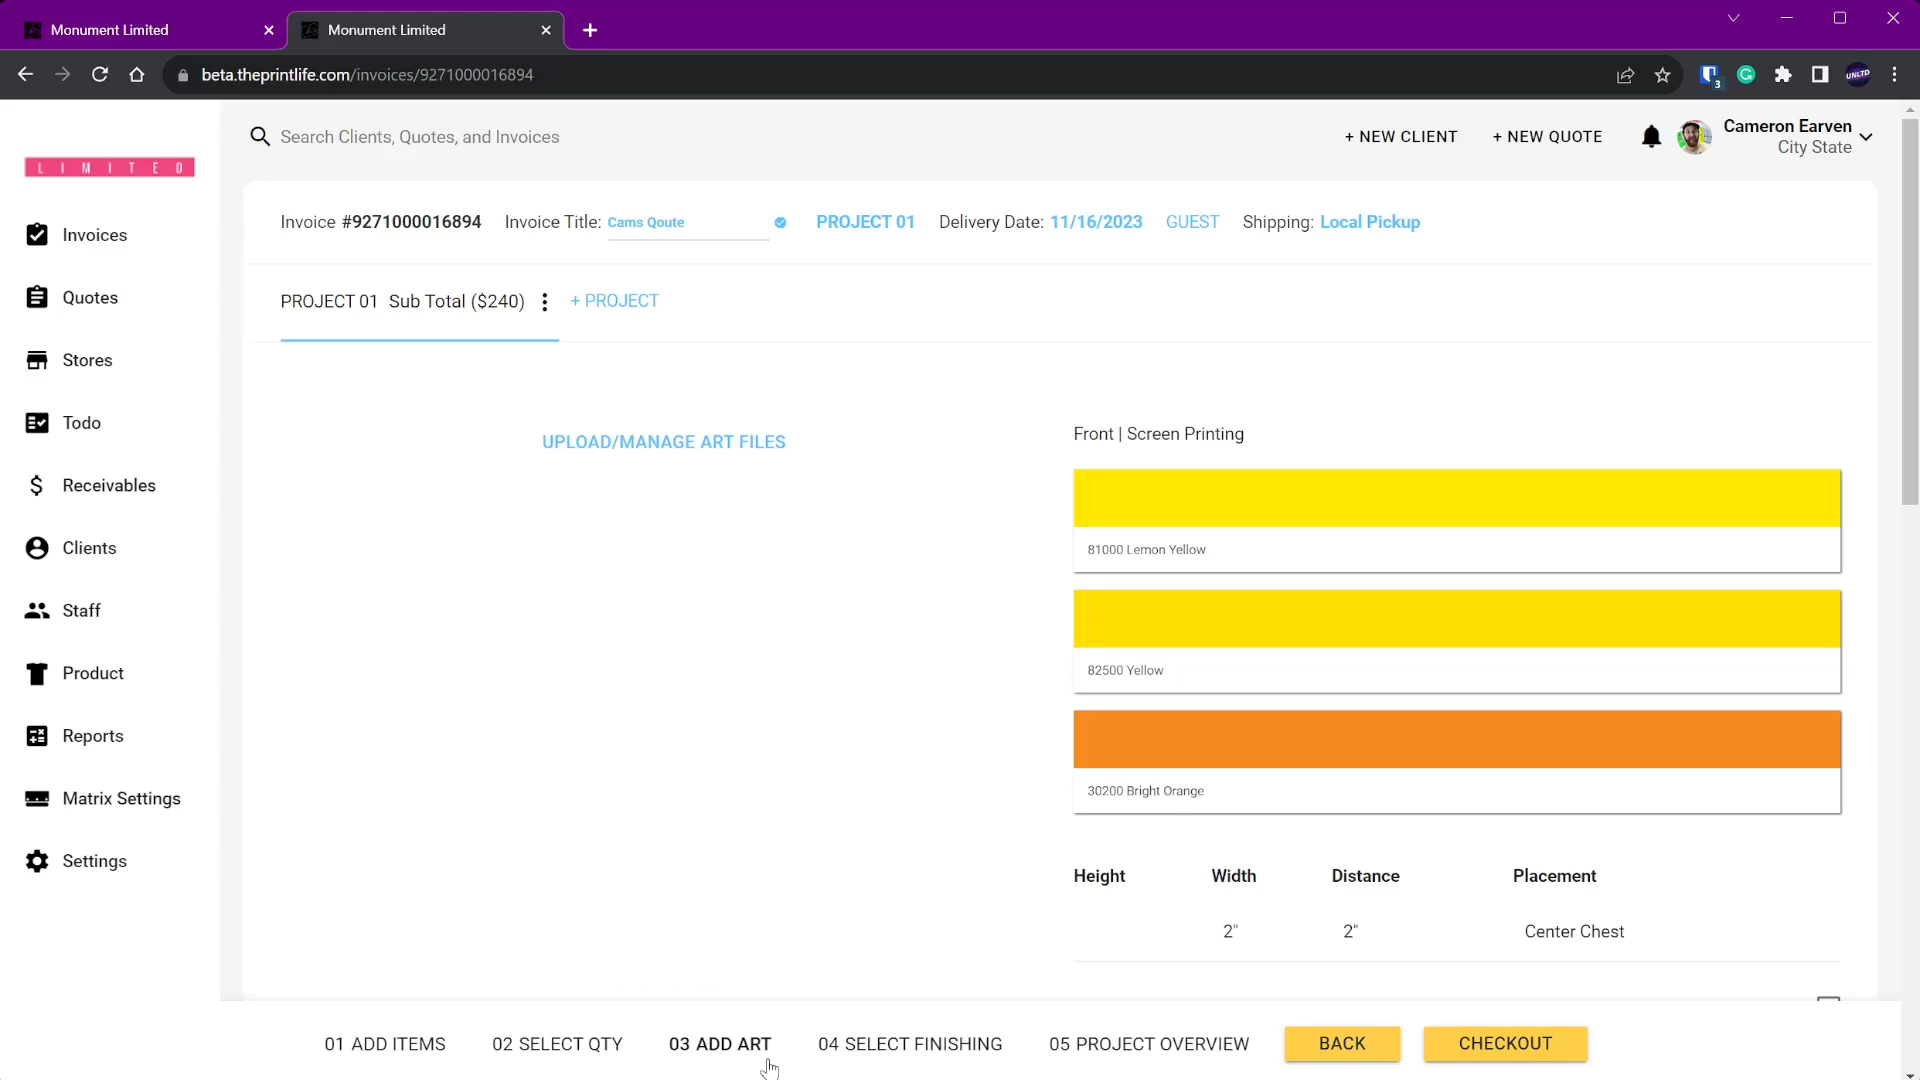 Monument Limited
Monument Limited
beta.theprintlife.com/invoices/9271000016894
3
UNLTD
LIMITED
Search Clients, Quotes, and Invoices
+ NEW CLIENT
+ NEW QUOTE
Cameron Earven
City State
Invoices
Quotes
Stores
Todo
Receivables
Clients
Staff
Product
Reports
Matrix Settings
Settings
Invoice #9271000016894 Invoice Title: Cams Qoute PROJECT 01 Delivery Date: 11/16/2023 GUEST Shipping: Local Pickup
PROJECT 01 Sub Total ($240) + PROJECT
UPLOAD/MANAGE ART FILES
Front | Screen Printing
81000 Lemon Yellow
82500 Yellow
30200 Bright Orange
Height Width Distance Placement
2" 2" Center Chest
01 ADD ITEMS 02 SELECT QTY 03 ADD ART 04 SELECT FINISHING 05 PROJECT OVERVIEW BACK CHECKOUT